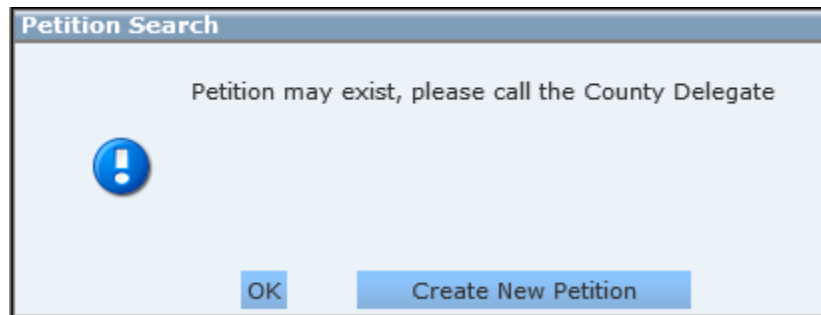 Petition Search
Petition may exist, please call the County Delegate
OK
Create New Petition